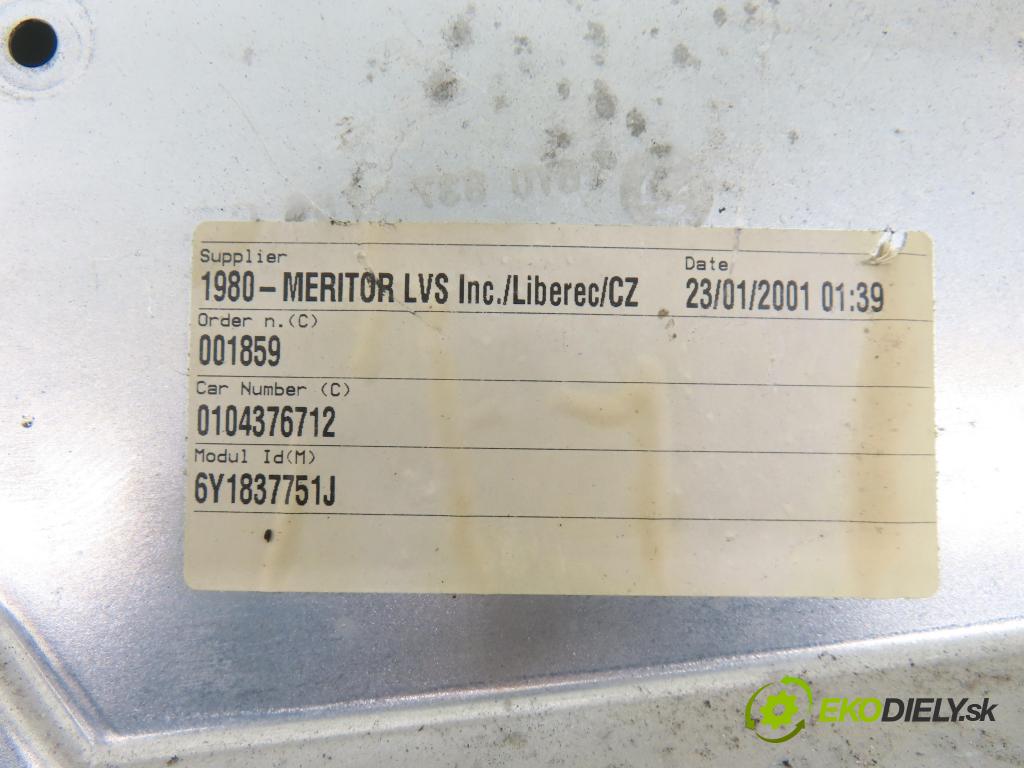 Supplier
Date
1980-MERITOR LVS Inc./Liberec/CZ
23/01/2001 01:39
Order n.(C)
001859
Car Number (C)
0104376712
Modul Id(M)
6Y1837751J
EKODIELY.sk